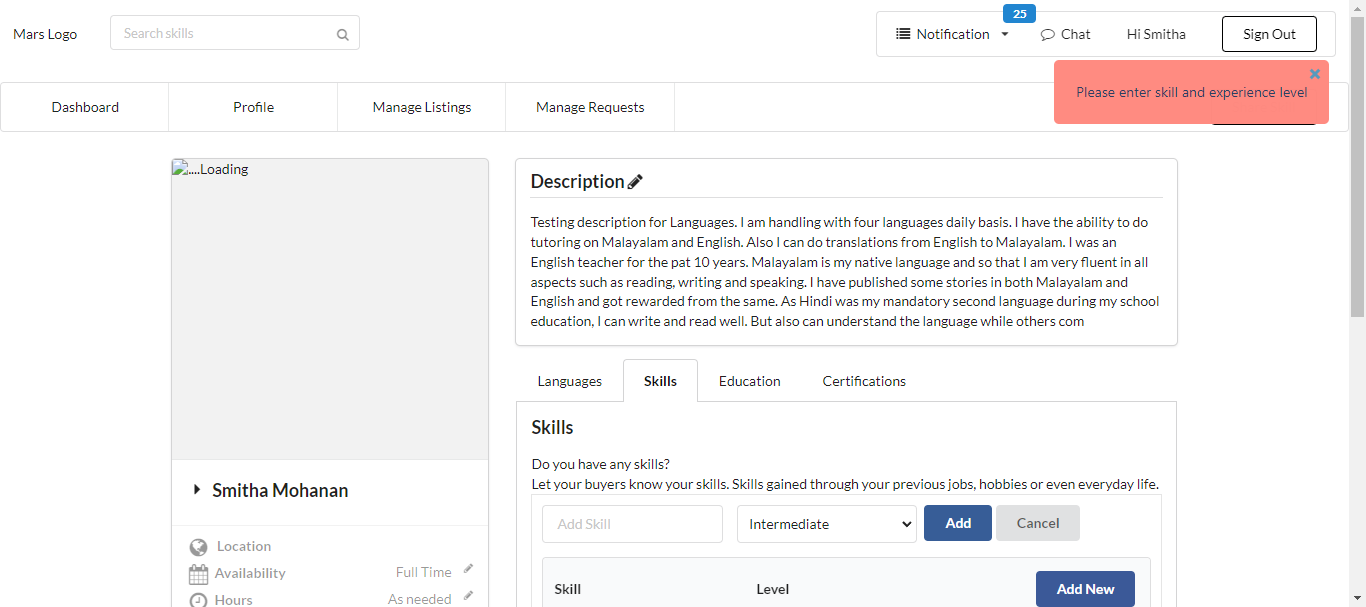 25
Mars Logo
Search skills
Notification
Chat
Hi Smitha
Sign Out
Please enter skill and experience level
Dashboard
Profile
Manage Listings
Manage Requests
....Loading
Smitha Mohanan
Location
Availability
Full Time
Hours
As needed
Description
Testing description for Languages. I am handling with four languages daily basis. I have the ability to do
tutoring on Malayalam and English. Also I can do translations from English to Malayalam. I was an
English teacher for the pat 10 years. Malayalam is my native language and so that I am very fluent in all
aspects such as reading, writing and speaking. I have published some stories in both Malayalam and
English and got rewarded from the same. As Hindi was my mandatory second language during my school
education, I can write and read well. But also can understand the language while others com
Languages
Skills
Education
Certifications
Skills
Do you have any skills?
Let your buyers know your skills. Skills gained through your previous jobs, hobbies or even everyday life.
Add Skill
Intermediate
Add
Cancel
Skill
Level
Add New